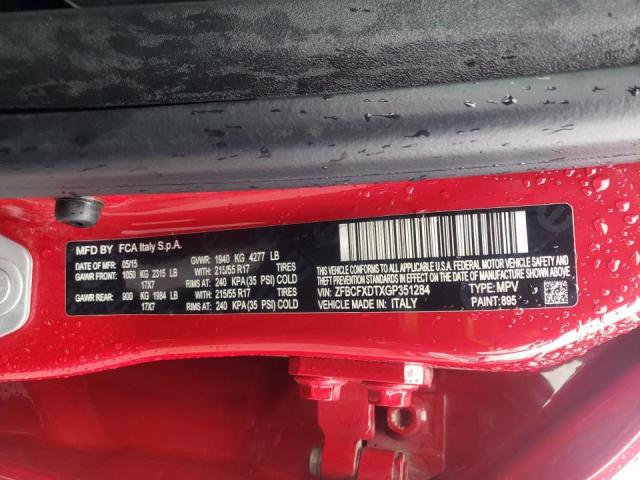 MFD BY FCA Italy S.p.A.
DATE: 05/15 GVWR: 1940 KG 4277 LB
GAWR FRONT: 1050 KG 2315 LB WITH: 215/55 R17 TIRES
17X7 RIMS AT: 240 KPA(35 PSI) COLD
GAWR REAR: 900 KG 1984 LB WITH: 215/55 R17 TIRES
17X7 RIMS AT: 240 KPA(35 PSI) COLD
THIS VEHICLE CONFORMS TO ALL APPLICABLE U.S.A. FEDERAL MOTOR VEHICLE SAFETY AND
THEFT PREVENTION STANDARDS IN EFFECT ON THE DATE OF MANUFACTURE SHOWN ABOVE.
VIN: ZFBCFXDTXGP351284 TYPE: MPV
VEHICLE MADE IN: ITALY PAINT: 895